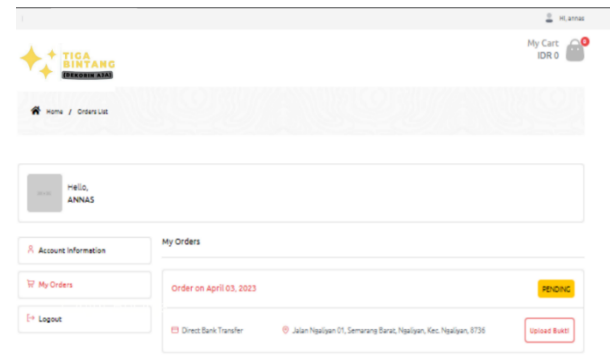 Hi, annas
My Cart
0
IDR 0
TIGA
BINTANG
Home / Orders List
Hello,
ANNAS
Account Information
My Orders
Logout
My Orders
Order on April 03, 2023
PENDING
Direct Bank Transfer
Jalan Ngaliyan 01, Semarang Barat, Ngaliyan, Kec. Ngaliyan, 8736
Upload Bukti